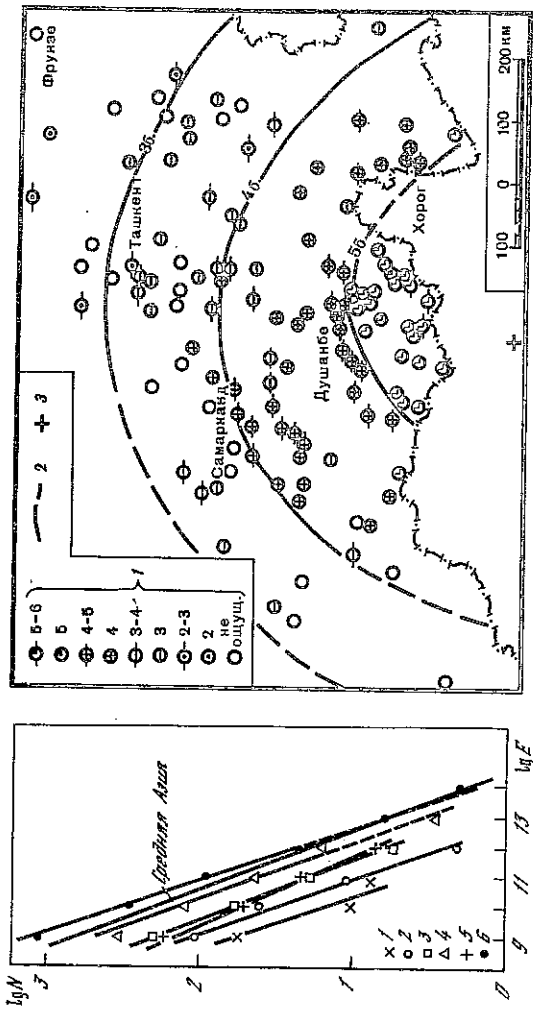 lgN
3
2
1
0
Средняя Азия
1
2
3
4
5
6
9
11
13
lgE
5-6
5
4-5
4
3-4
3
2-3
2
не ощущ.
1
2
3
Фрунзе
3б.
Ташкент
4б.
Самарканд
Душанбе
5б.
Хорог
100 0 100 200 км